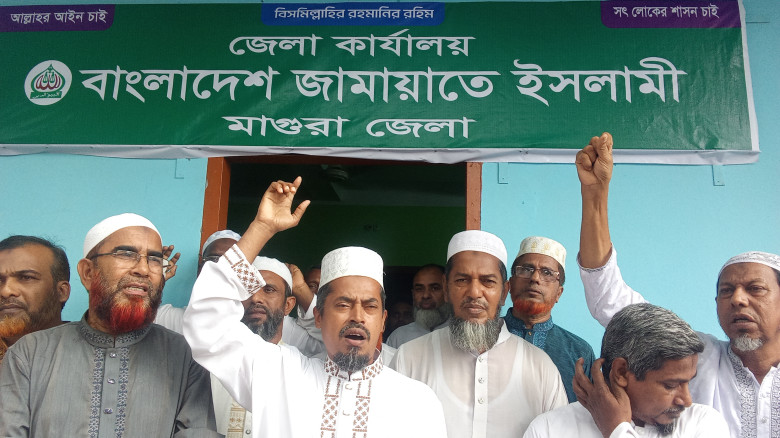 আল্লাহর আইন চাই
বিসমিল্লাহির রহমানির রহিম
সৎ লোকের শাসন চাই
জেলা কার্যালয়
বাংলাদেশ জামায়াতে ইসলামী
মাগুরা জেলা